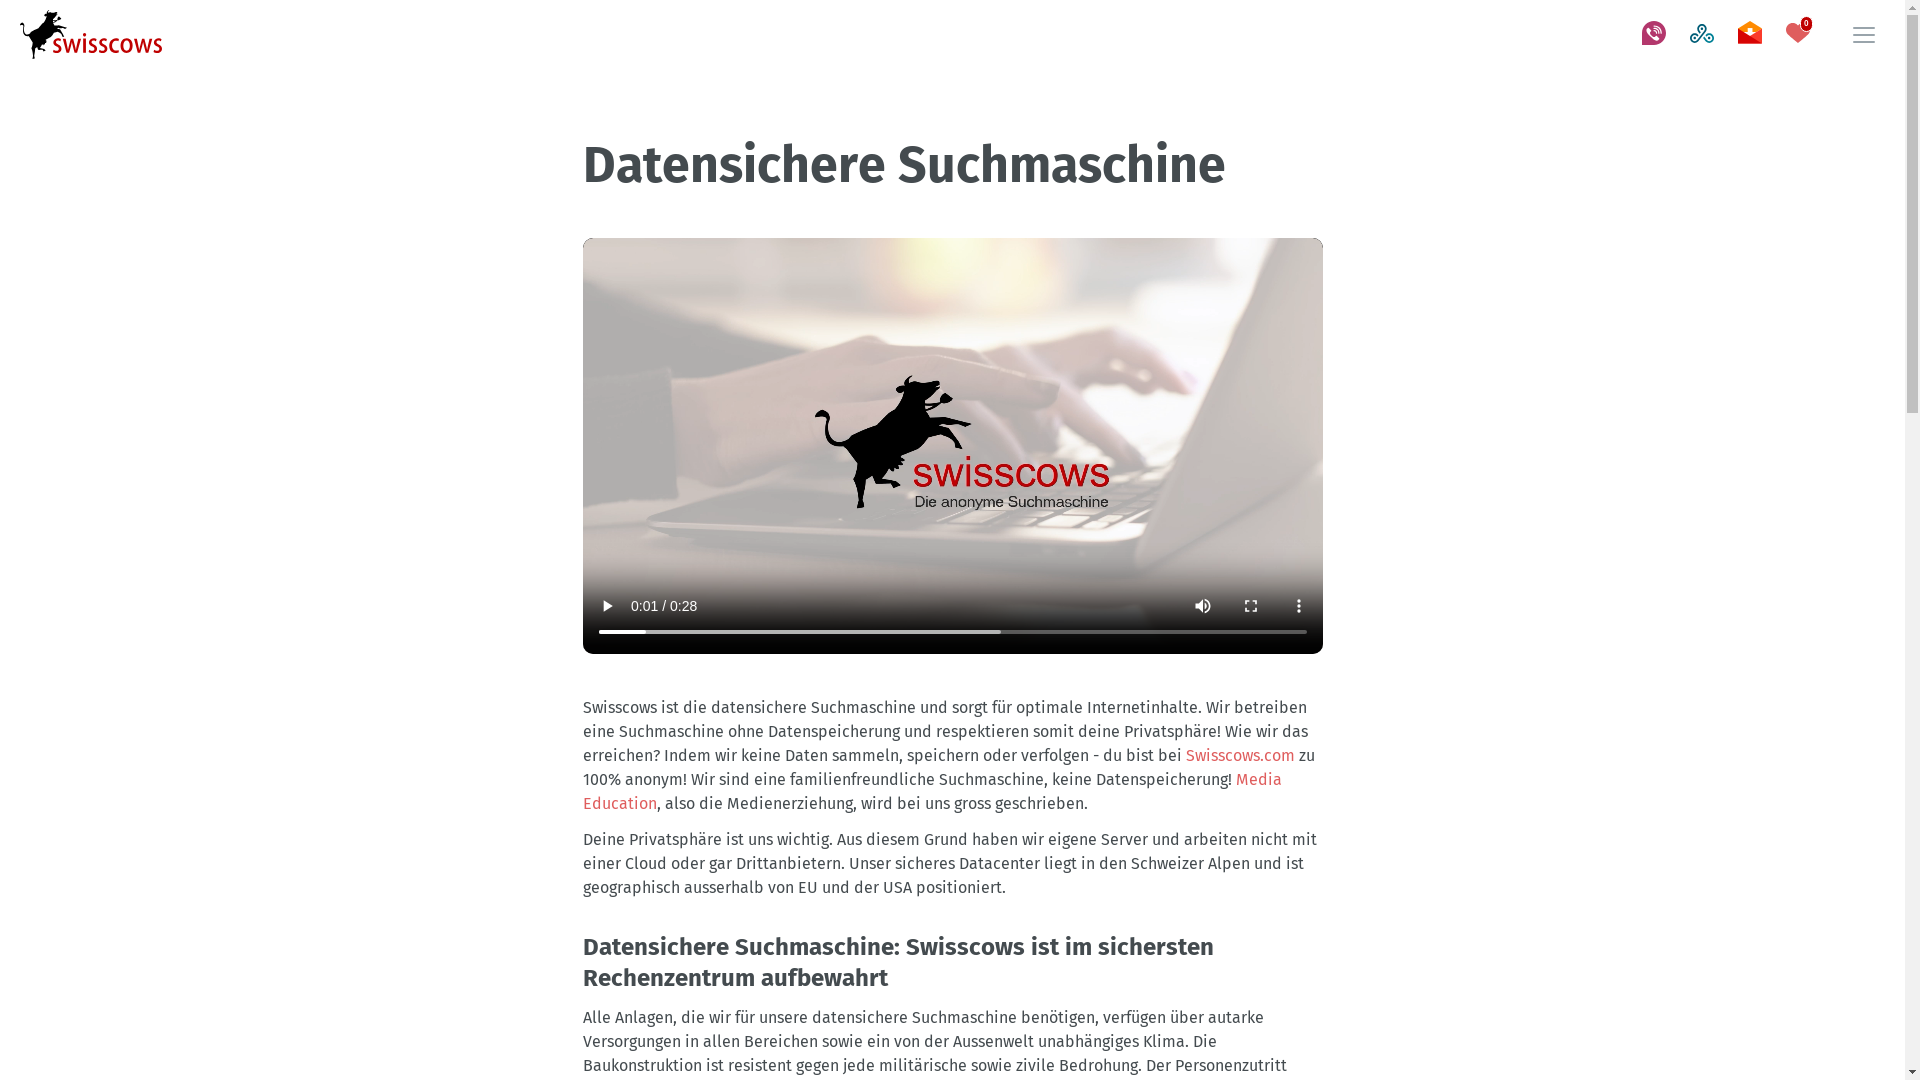 swisscows
0
Datensichere Suchmaschine
swisscows
Die anonyme Suchmaschine
0:01 / 0:28
Swisscows ist die datensichere Suchmaschine und sorgt für optimale Internetinhalte. Wir betreiben
eine Suchmaschine ohne Datenspeicherung und respektieren somit deine Privatsphäre! Wie wir das
erreichen? Indem wir keine Daten sammeln, speichern oder verfolgen - du bist bei Swisscows.com zu
100% anonym! Wir sind eine familienfreundliche Suchmaschine, keine Datenspeicherung! Media
Education, also die Medienerziehung, wird bei uns gross geschrieben.
Deine Privatsphäre ist uns wichtig. Aus diesem Grund haben wir eigene Server und arbeiten nicht mit
einer Cloud oder gar Drittanbietern. Unser sicheres Datacenter liegt in den Schweizer Alpen und ist
geographisch ausserhalb von EU und der USA positioniert.
Datensichere Suchmaschine: Swisscows ist im sichersten
Rechenzentrum aufbewahrt
Alle Anlagen, die wir für unsere datensichere Suchmaschine benötigen, verfügen über autarke
Versorgungen in allen Bereichen sowie ein von der Aussenwelt unabhängiges Klima. Die
Baukonstruktion ist resistent gegen jede militärische sowie zivile Bedrohung. Der Personenzutritt